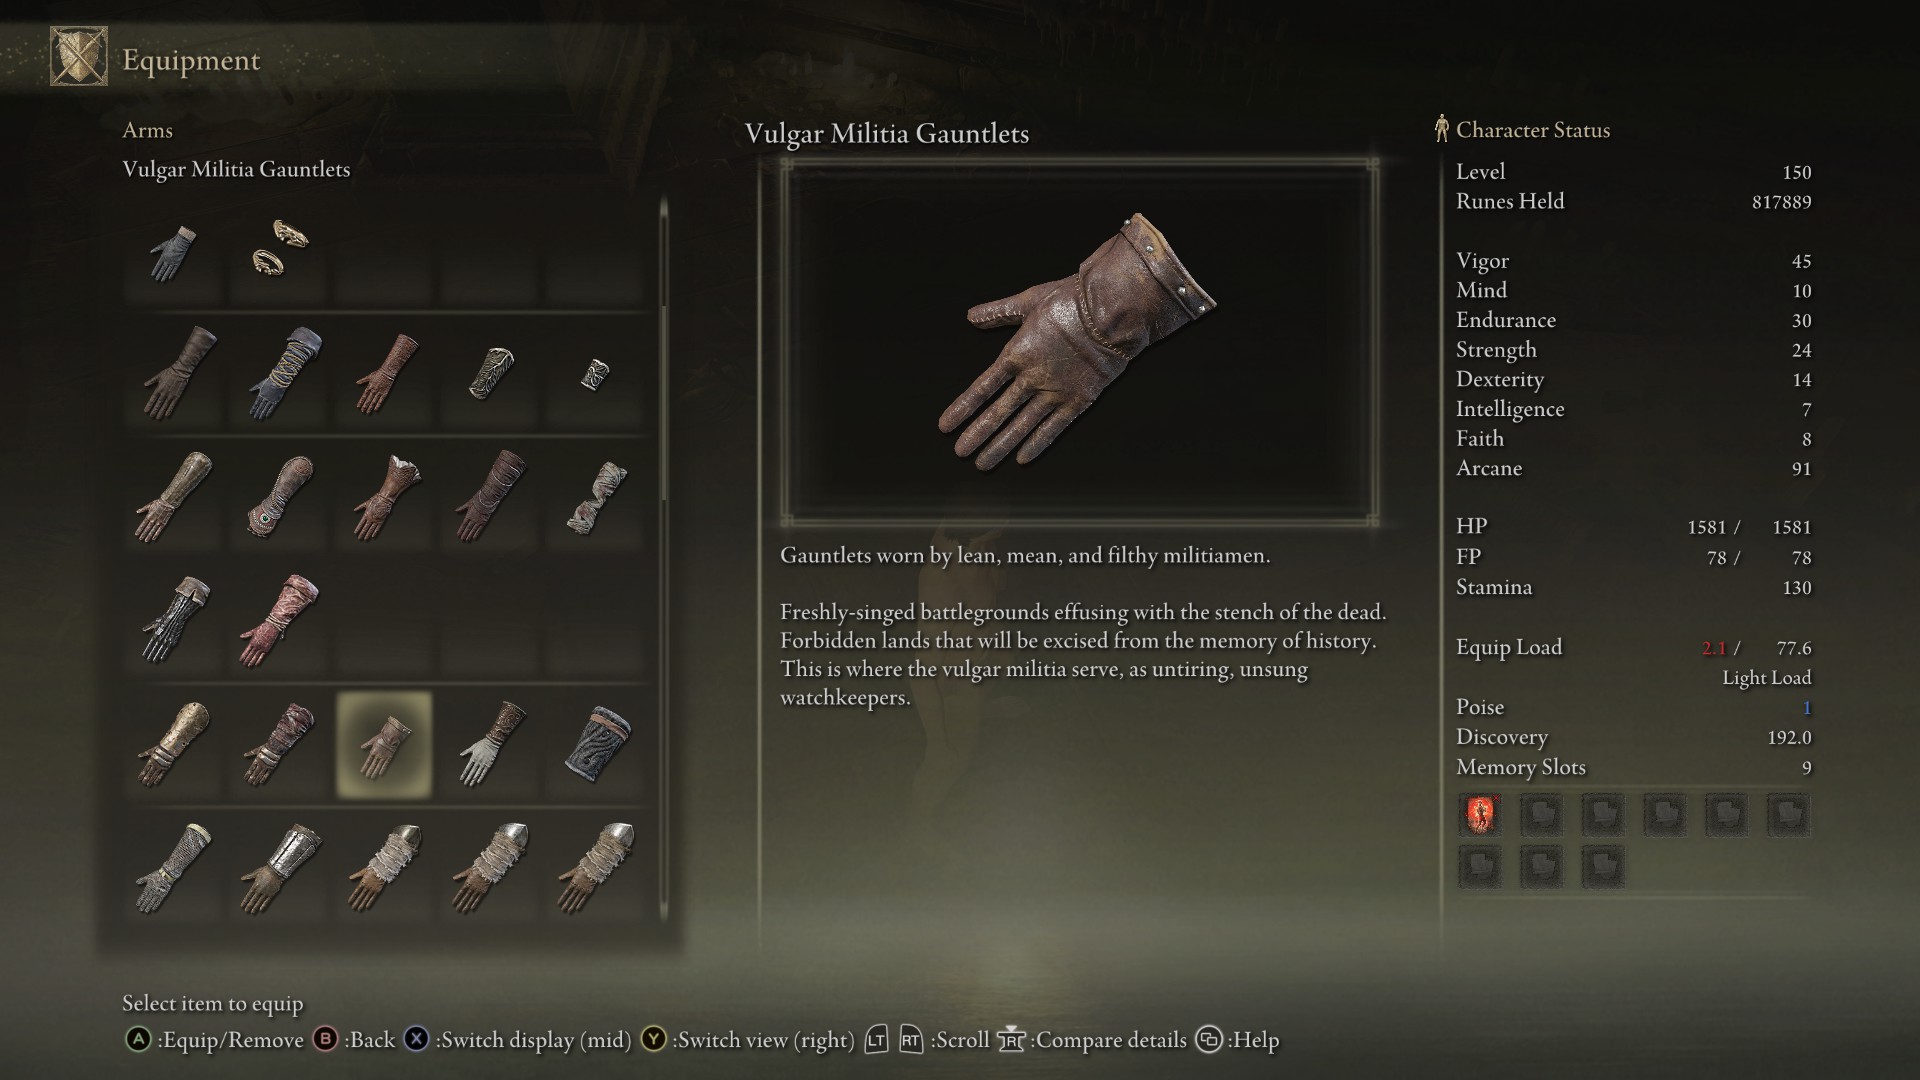 Equipment
Arms
Vulgar Militia Gauntlets
Vulgar Militia Gauntlets
Gauntlets worn by lean, mean, and filthy militiamen.
Freshly-singed battlegrounds effusing with the stench of the dead.
Forbidden lands that will be excised from the memory of history.
This is where the vulgar militia serve, as untiring, unsung
watchkeepers.
Character Status
Level 150
Runes Held 817889
Vigor 45
Mind 10
Endurance 30
Strength 24
Dexterity 14
Intelligence 7
Faith 8
Arcane 91
HP 1581 / 1581
FP 78 / 78
Stamina 130
Equip Load 2.1 / 77.6
Light Load
Poise 1
Discovery 192.0
Memory Slots 9
Select item to equip
A :Equip/Remove B :Back X :Switch display (mid) Y :Switch view (right) LT RT :Scroll R :Compare details :Help